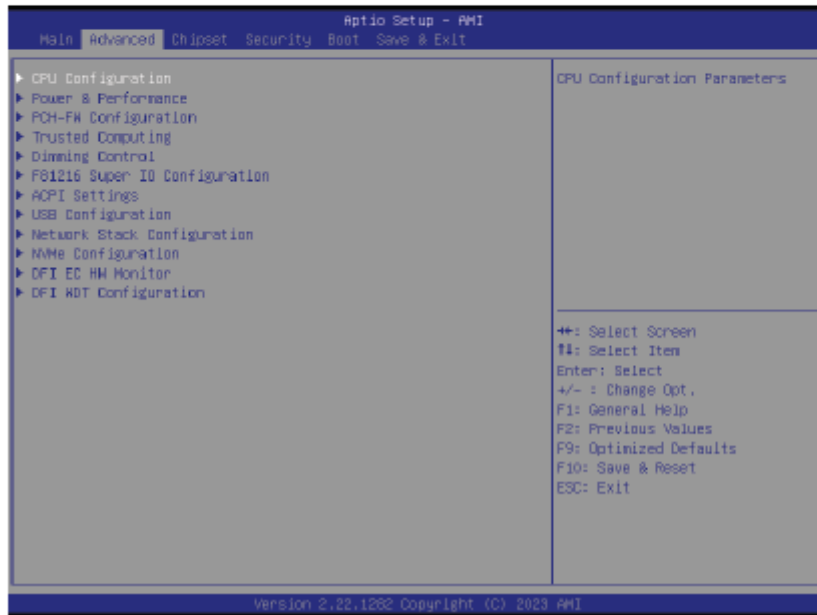 Aptio Setup - AMI
Main Advanced Chipset Security Boot Save & Exit
CPU Configuration
Power & Performance
PCH-FW Configuration
Trusted Computing
Dimming Control
F81216 Super IO Configuration
ACPI Settings
USB Configuration
Network Stack Configuration
NVMe Configuration
DFI EC HW Monitor
DFI WDT Configuration
CPU Configuration Parameters
→←: Select Screen
↑↓: Select Item
Enter: Select
+/- : Change Opt.
F1: General Help
F2: Previous Values
F9: Optimized Defaults
F10: Save & Reset
ESC: Exit
Version 2.22.1282 Copyright (C) 2023 AMI